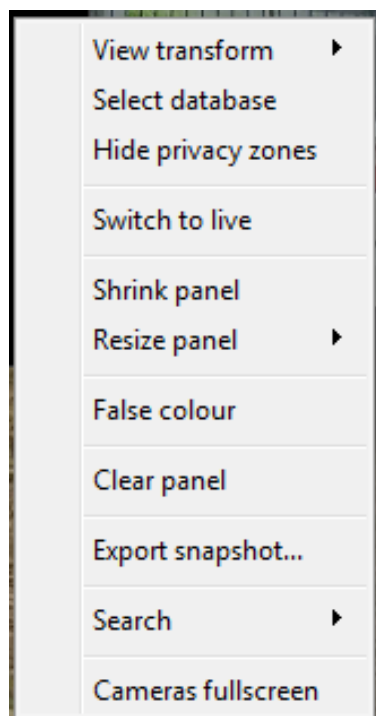 View transform
Select database
Hide privacy zones
Switch to live
Shrink panel
Resize panel
False colour
Clear panel
Export snapshot...
Search
Cameras fullscreen